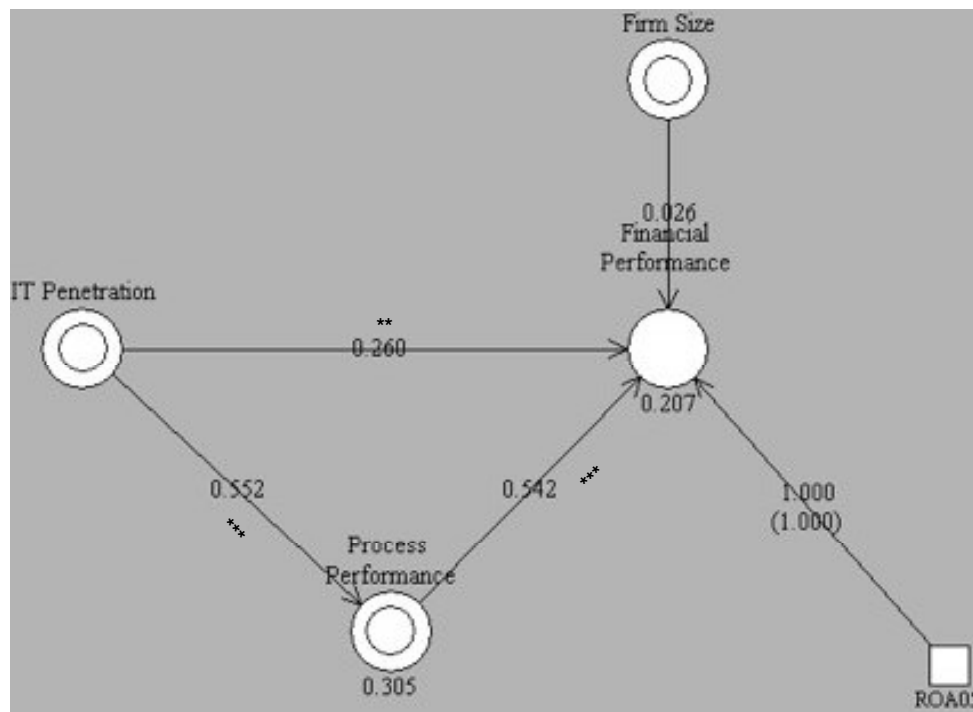 Firm Size
0.026
Financial
Performance
IT Penetration
**
0.260
0.207
0.552
***
0.542
***
1.000
(1.000)
Process
Performance
0.305